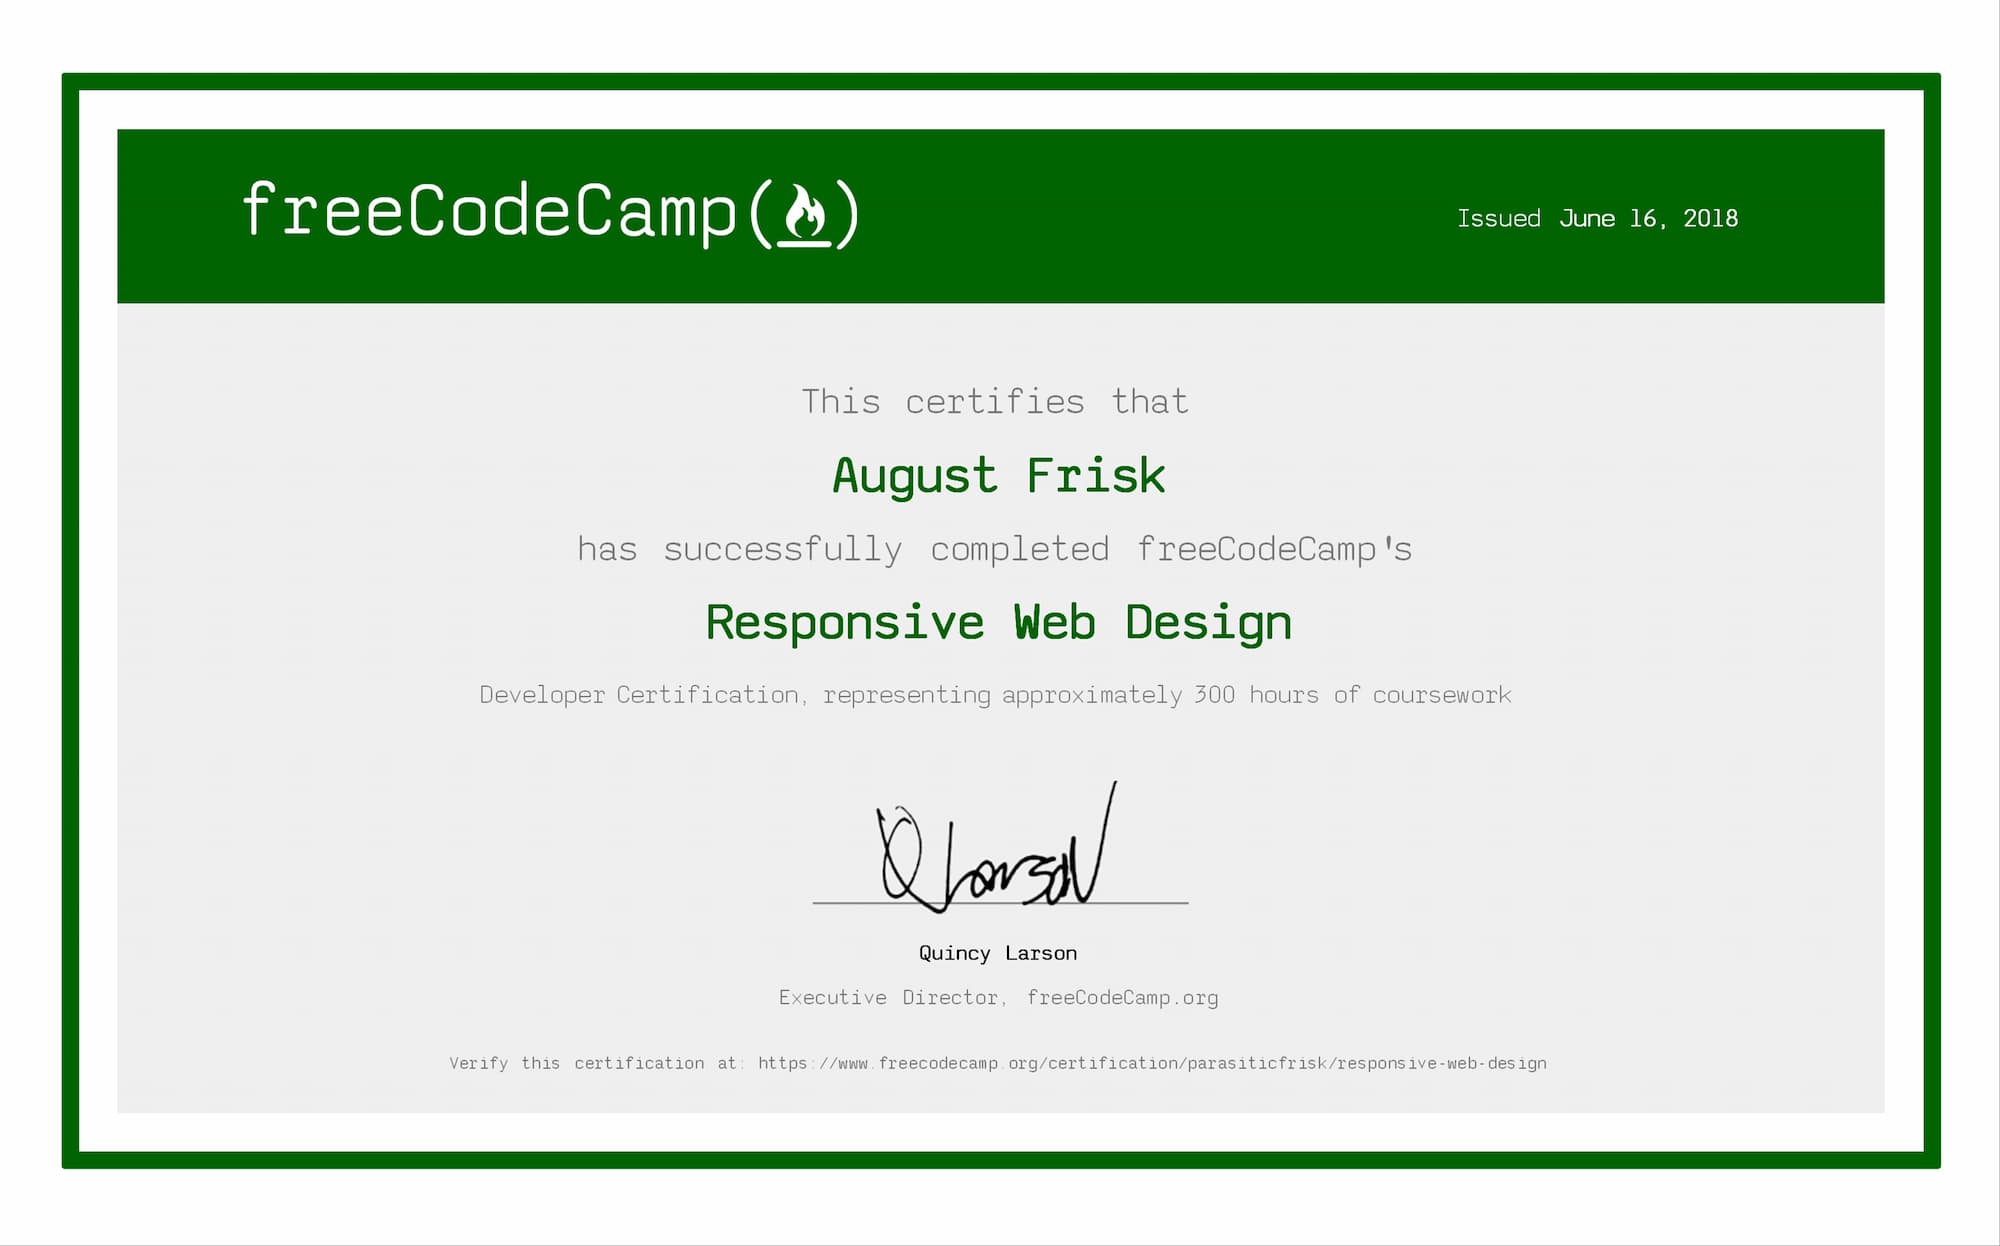 freeCodeCamp(🔥)
Issued June 16, 2018
This certifies that
August Frisk
has successfully completed freeCodeCamp's
Responsive Web Design
Developer Certification, representing approximately 300 hours of coursework
Q Larson
Quincy Larson
Executive Director, freeCodeCamp.org
Verify this certification at: https://www.freecodecamp.org/certification/parasiticfrisk/responsive-web-design